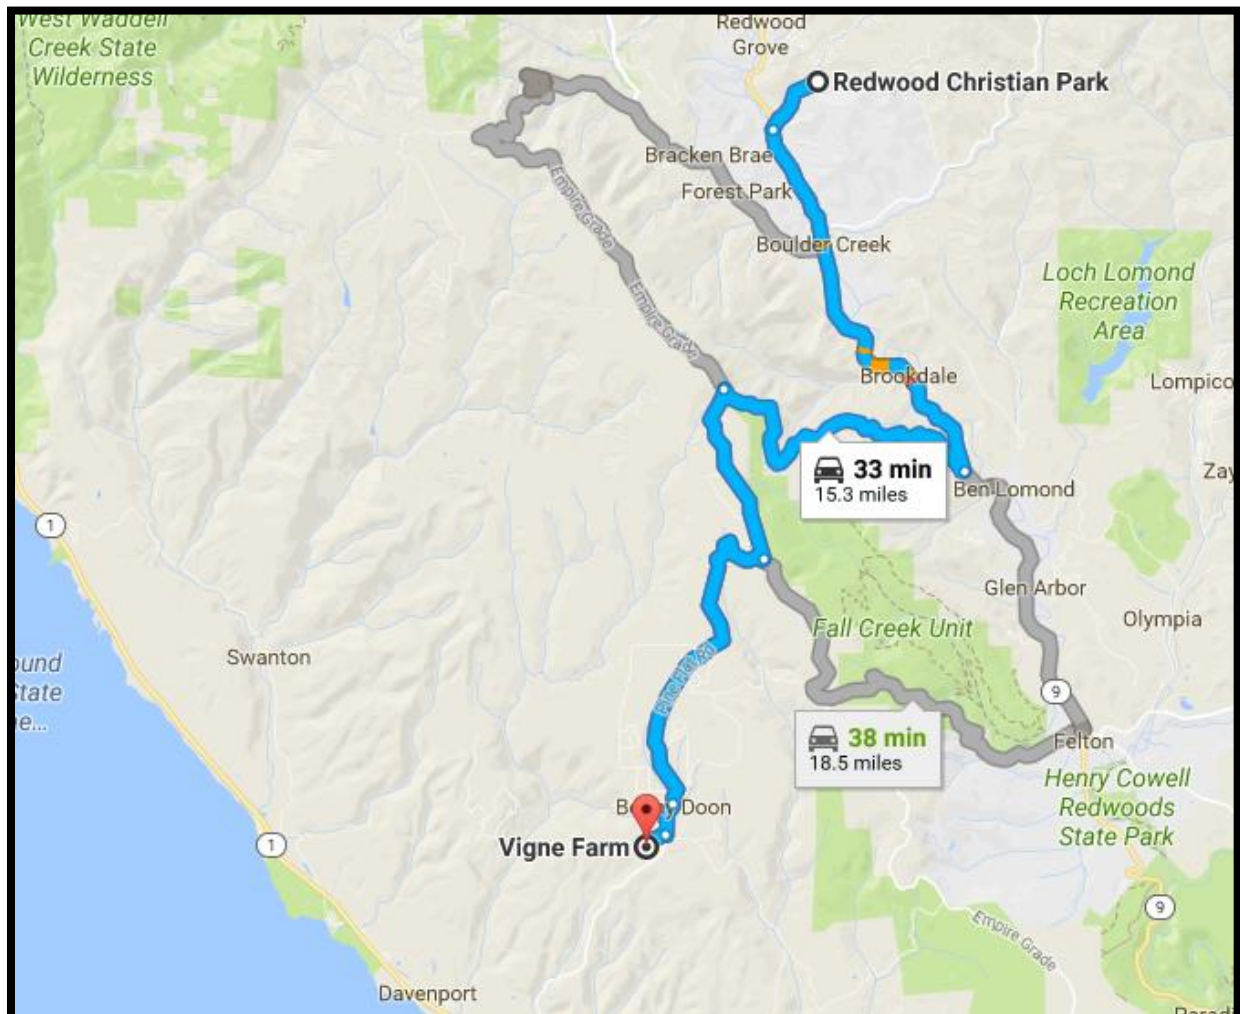 West Waddell
Creek State
Wilderness
Redwood
Grove
Redwood Christian Park
Bracken Brae
Forest Park
Empire Grade
Boulder Creek
Loch Lomond
Recreation
Area
Empire Grade
Brookdale
Lompico
33 min
15.3 miles
Ben Lomond
1
Glen Arbor
Olympia
Fall Creek Unit
Swanton
State
9
38 min
18.5 miles
Felton
Henry Cowell
Redwoods
State Park
Doon
1
Vigne Farm
9
Empire Grade
Davenport